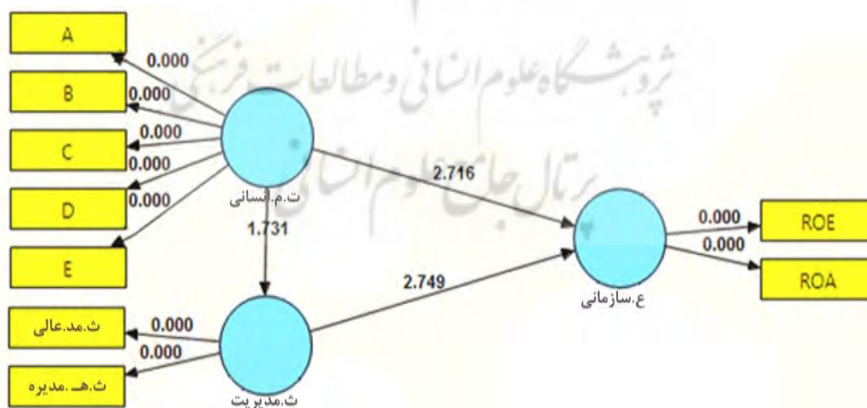 پژوهشگاه علوم انسانی و مطالعات فرهنگی
پرتال جامع علوم انسانی
A
0.000
B
0.000
C
0.000
D
0.000
E
0.000
ت.م.انسانی
2.716
1.731
2.749
ع.سازمانی
0.000
ROE
0.000
ROA
ث.مد.عالی
0.000
ث.هـ.مدیره
0.000
ث.مدیریت